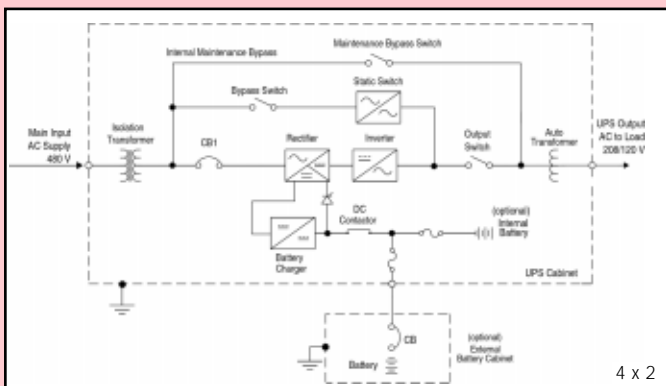 Internal Maintenance Bypass
Maintenance Bypass Switch
Bypass Switch
Static Switch
Main Input
AC Supply
480 V
Isolation
Transformer
CB1
Rectifier
Inverter
Output
Switch
Auto
Transformer
UPS Output
AC to Load
208/120 V
DC
Contactor
(optional)
Internal
Battery
Battery
Charger
UPS Cabinet
CB
Battery
(optional)
External
Battery Cabinet
4 x 2